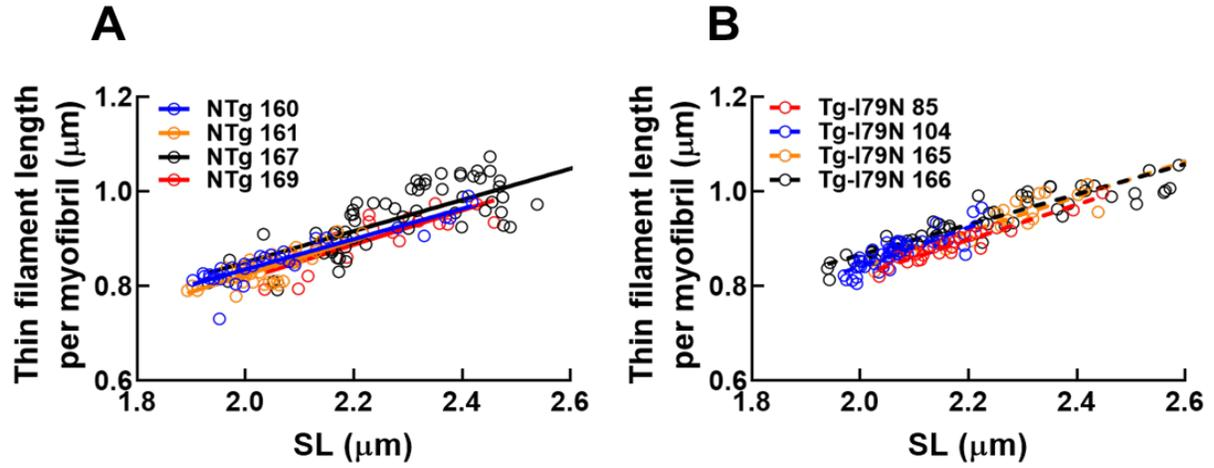 A
Thin filament length
per myofibril (μm)
1.2
1.0
0.8
0.6
NTg 160
NTg 161
NTg 167
NTg 169
1.8
2.0
2.2
2.4
2.6
SL (μm)
B
Thin filament length
per myofibril (μm)
1.2
1.0
0.8
0.6
Tg-I79N 85
Tg-I79N 104
Tg-I79N 165
Tg-I79N 166
1.8
2.0
2.2
2.4
2.6
SL (μm)